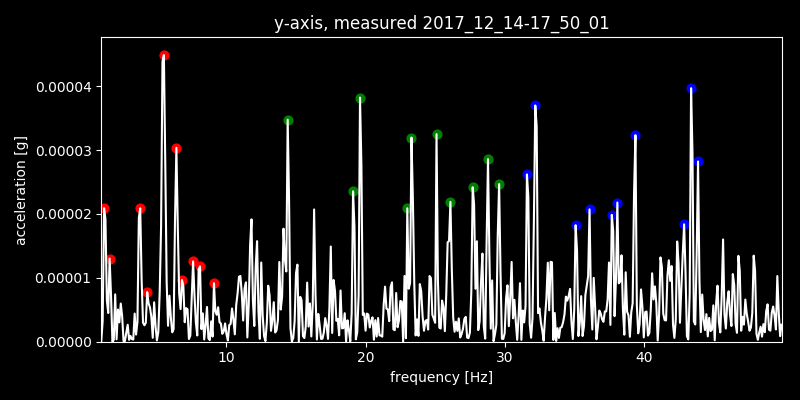 y-axis, measured 2017_12_14-17_50_01
0.00004
0.00003
0.00002
0.00001
0.00000
acceleration [g]
10 20 30 40
frequency [Hz]